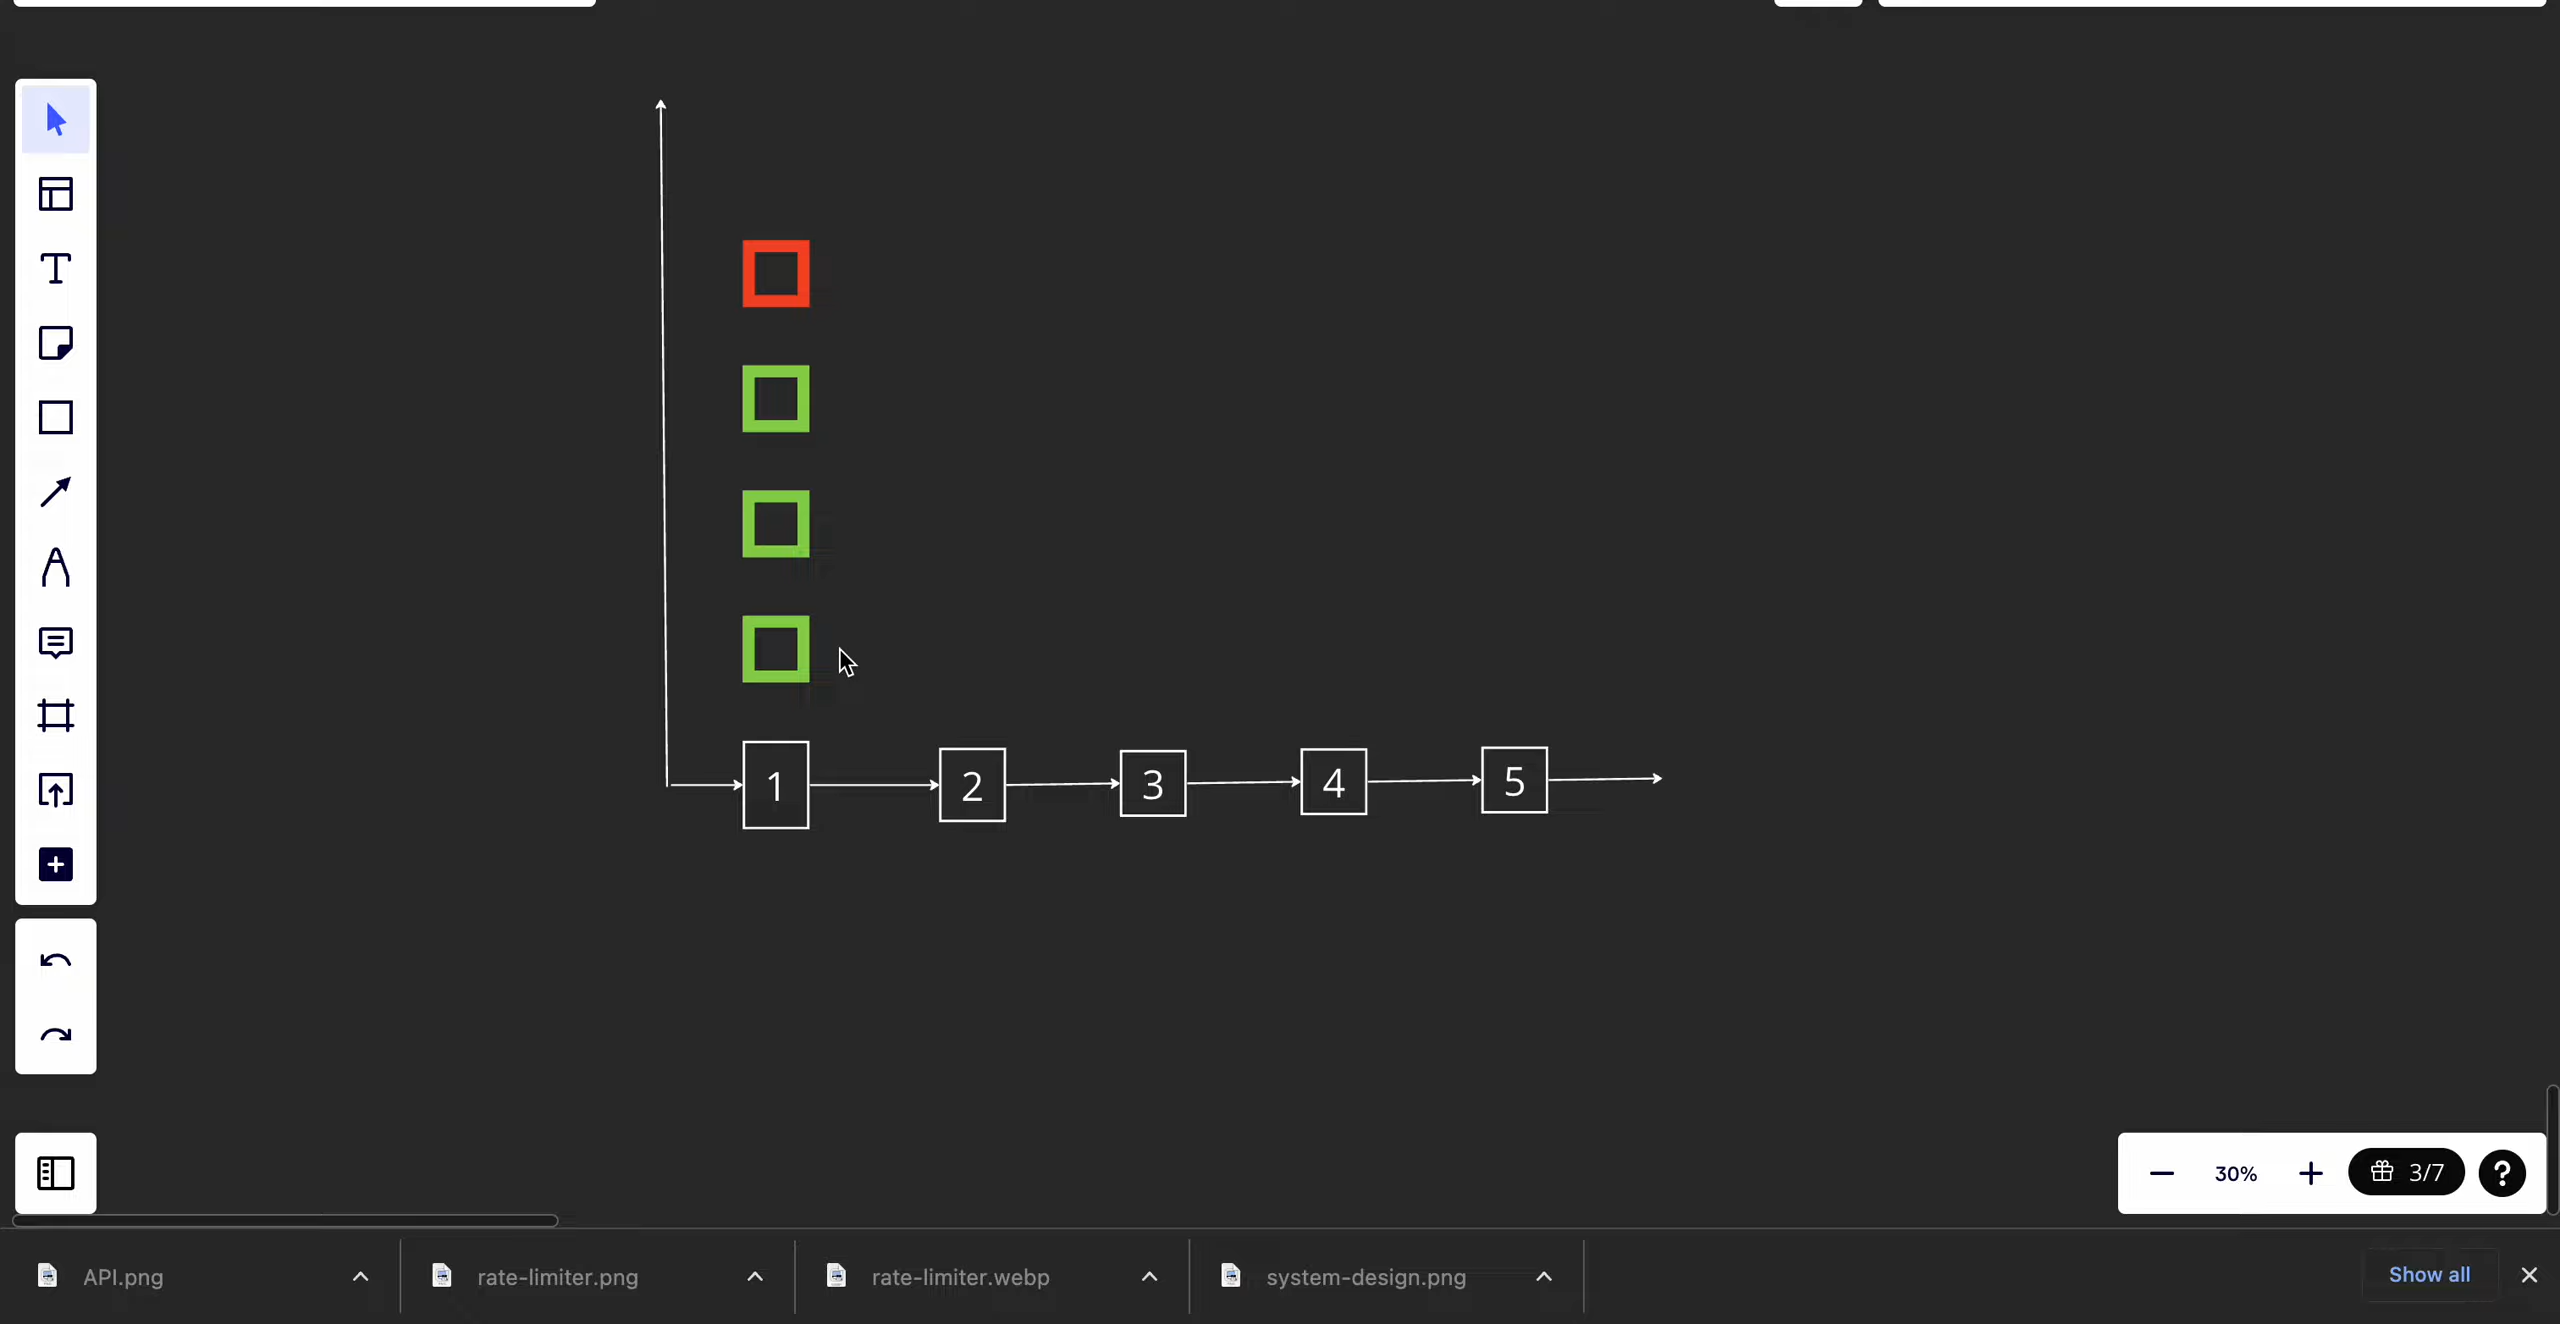 1 2 3 4 5
30% 3/7 ?
API.png rate-limiter.png rate-limiter.webp system-design.png Show all